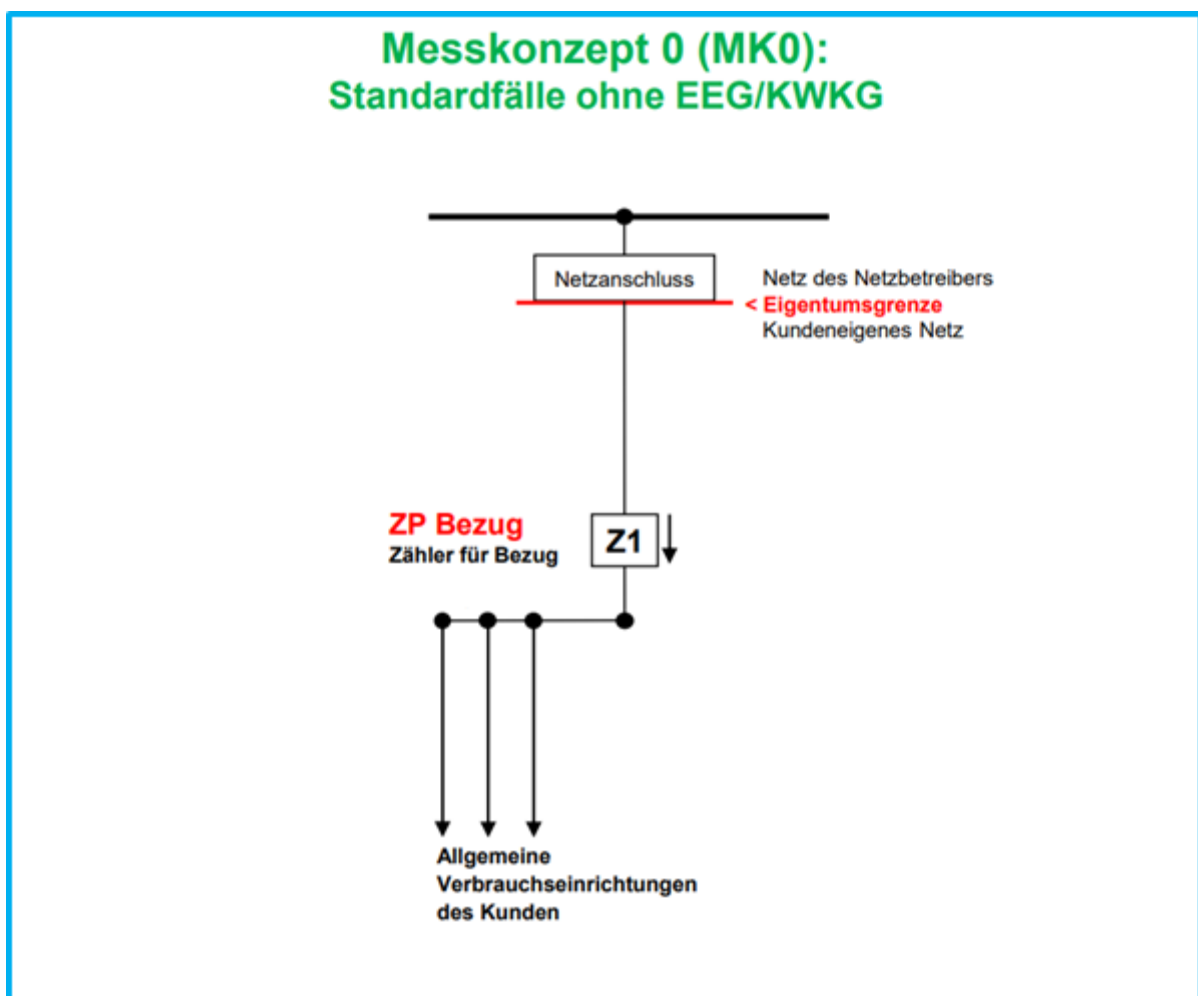 Messkonzept 0 (MK0):
Standardfälle ohne EEG/KWKG
Netzanschluss
Netz des Netzbetreibers
< Eigentumsgrenze
Kundeneigenes Netz
ZP Bezug
Zähler für Bezug
Z1
Allgemeine
Verbrauchseinrichtungen
des Kunden